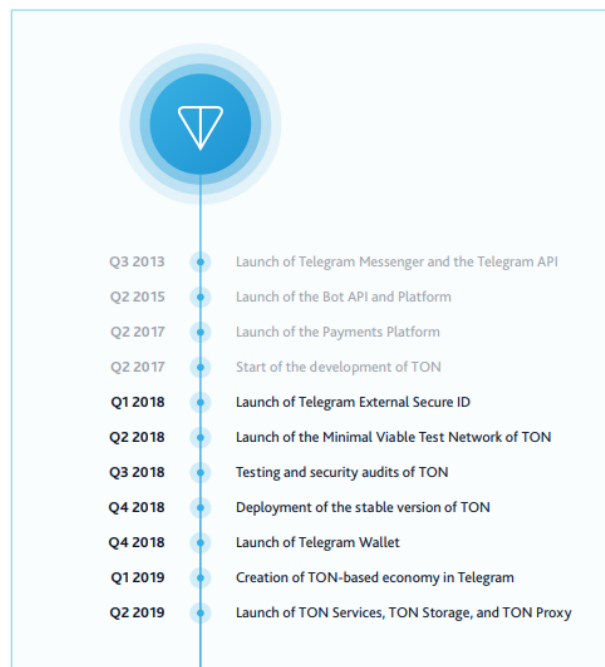 Q3 2013 Launch of Telegram Messenger and the Telegram API
Q2 2015 Launch of the Bot API and Platform
Q2 2017 Launch of the Payments Platform
Q2 2017 Start of the development of TON
Q1 2018 Launch of Telegram External Secure ID
Q2 2018 Launch of the Minimal Viable Test Network of TON
Q3 2018 Testing and security audits of TON
Q4 2018 Deployment of the stable version of TON
Q4 2018 Launch of Telegram Wallet
Q1 2019 Creation of TON-based economy in Telegram
Q2 2019 Launch of TON Services, TON Storage, and TON Proxy